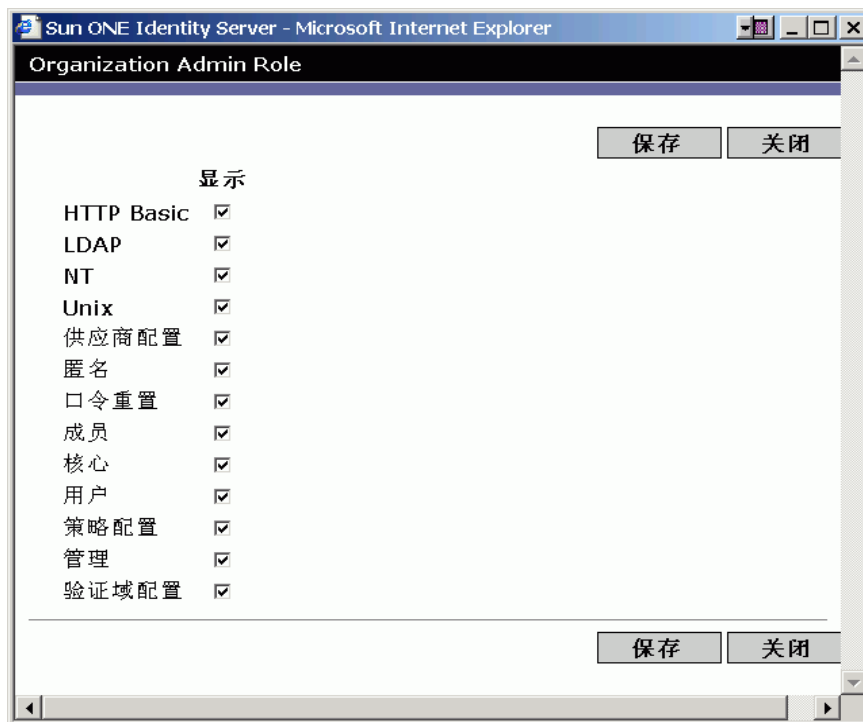 Sun ONE Identity Server - Microsoft Internet Explorer
Organization Admin Role
保存 关闭
显示
HTTP Basic
LDAP
NT
Unix
供应商配置
匿名
口令重置
成员
核心
用户
策略配置
管理
验证域配置
保存 关闭